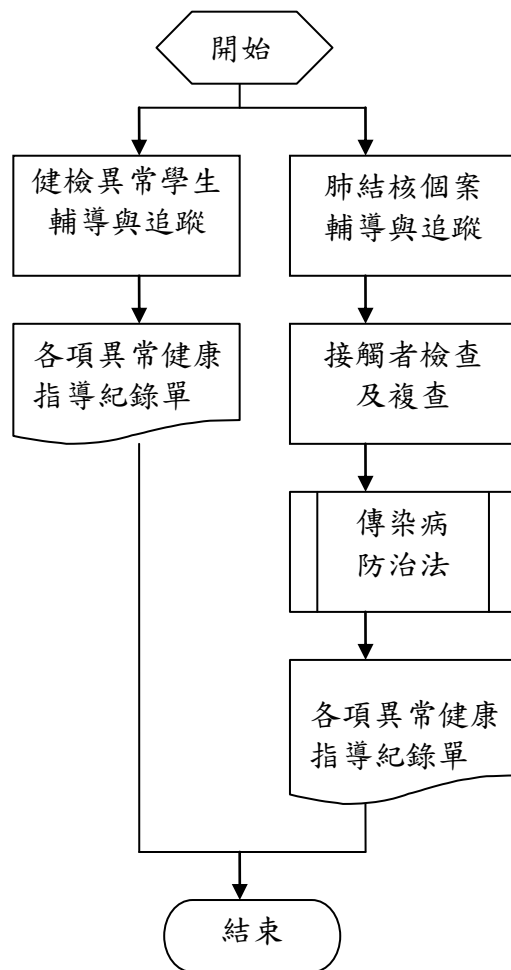 開始
健檢異常學生
輔導與追蹤
各項異常健康
指導紀錄單
肺結核個案
輔導與追蹤
接觸者檢查
及複查
傳染病
防治法
各項異常健康
指導紀錄單
結束